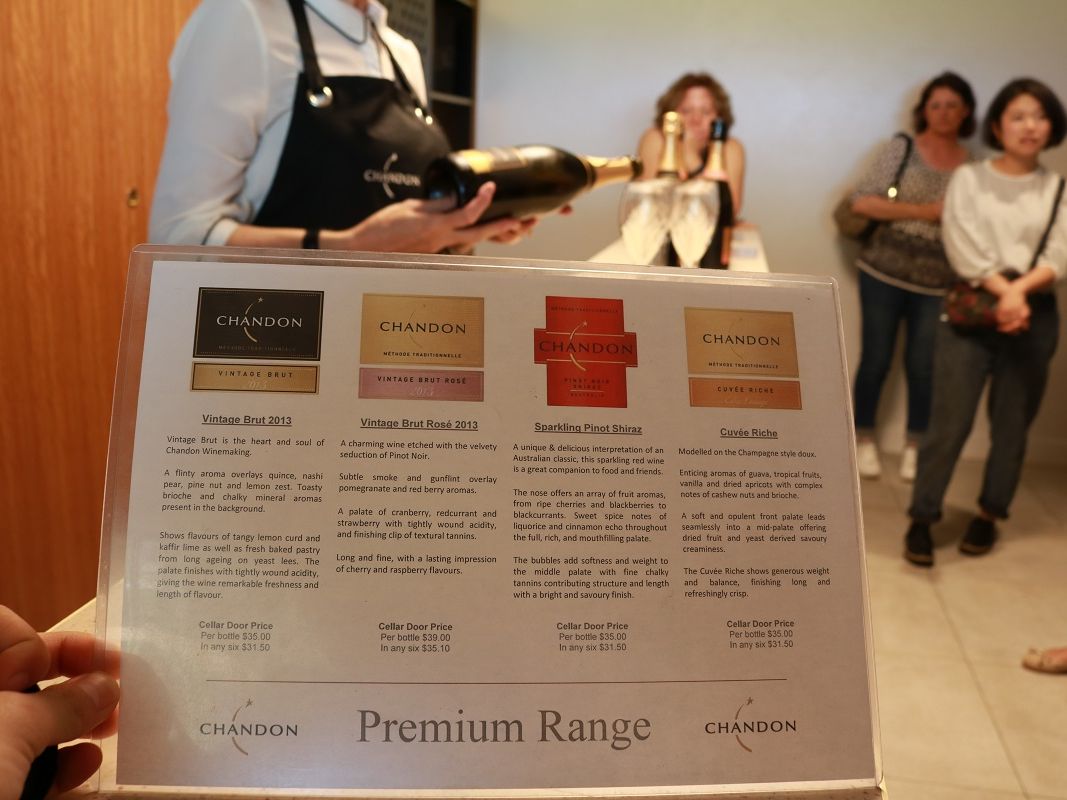 CHANDON
CHANDON
MÉTHODE TRADITIONNELLE
VINTAGE BRUT
2013
CHANDON
MÉTHODE TRADITIONNELLE
VINTAGE BRUT ROSÉ
2013
MÉTHODE TRADITIONNELLE
CHANDON
PINOT NOIR
SHIRAZ
AUSTRALIA
CHANDON
MÉTHODE TRADITIONNELLE
CUVÉE RICHE
Vintage Brut 2013
Vintage Brut is the heart and soul of
Chandon Winemaking.
A flinty aroma overlays quince, nashi
pear, pine nut and lemon zest. Toasty
brioche and chalky mineral aromas
present in the background.
Shows flavours of tangy lemon curd and
kaffir lime as well as fresh baked pastry
from long ageing on yeast lees. The
palate finishes with tightly wound acidity,
giving the wine remarkable freshness and
length of flavour.
Cellar Door Price
Per bottle $35.00
In any six $31.50
Vintage Brut Rosé 2013
A charming wine etched with the velvety
seduction of Pinot Noir.
Subtle smoke and gunflint overlay
pomegranate and red berry aromas.
A palate of cranberry, redcurrant and
strawberry with tightly wound acidity,
and finishing clip of textural tannins.
Long and fine, with a lasting impression
of cherry and raspberry flavours.
Cellar Door Price
Per bottle $39.00
In any six $35.10
Sparkling Pinot Shiraz
A unique & delicious interpretation of an
Australian classic, this sparkling red wine
is a great companion to food and friends.
The nose offers an array of fruit aromas,
from ripe cherries and blackberries to
blackcurrants. Sweet spice notes of
liquorice and cinnamon echo throughout
the full, rich, and mouthfilling palate.
The bubbles add softness and weight to
the middle palate with fine chalky
tannins contributing structure and length
with a bright and savoury finish.
Cellar Door Price
Per bottle $35.00
In any six $31.50
Cuvée Riche
Modelled on the Champagne style doux.
Enticing aromas of guava, tropical fruits,
vanilla and dried apricots with complex
notes of cashew nuts and brioche.
A soft and opulent front palate leads
seamlessly into a mid-palate offering
dried fruit and yeast derived savoury
creaminess.
The Cuvée Riche shows generous weight
and balance, finishing long and
refreshingly crisp.
Cellar Door Price
Per bottle $35.00
In any six $31.50
CHANDON
Premium Range
CHANDON